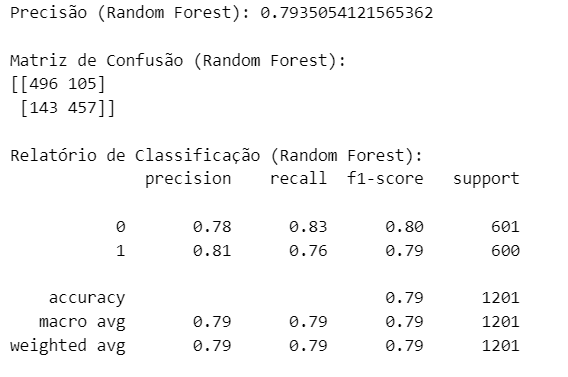 Precisão (Random Forest): 0.7935054121565362
Matriz de Confusão (Random Forest):
[[496 105]
[143 457]]
Relatório de Classificação (Random Forest):
precision recall f1-score support
0 0.78 0.83 0.80 601
1 0.81 0.76 0.79 600
accuracy 0.79 1201
macro avg 0.79 0.79 0.79 1201
weighted avg 0.79 0.79 0.79 1201